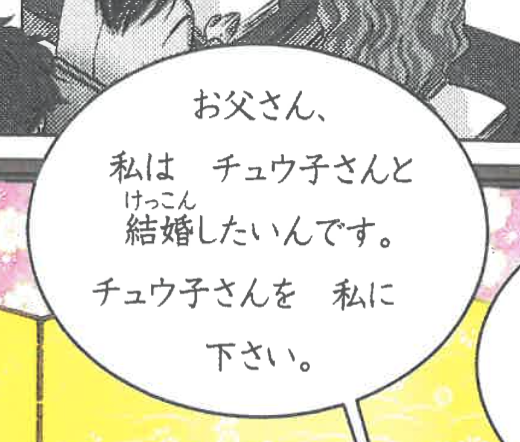 お父さん、
私は　チュウ子さんと
けっこん
結婚したいんです。
チュウ子さんを　私に
下さい。